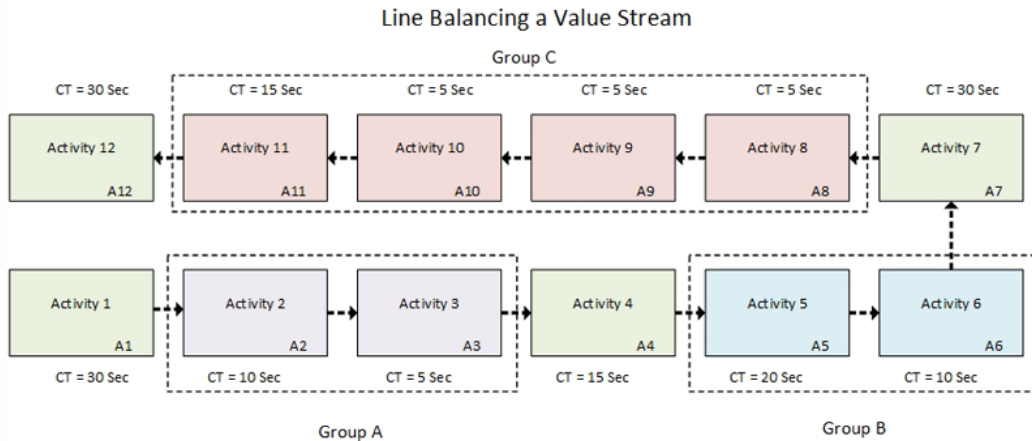 Line Balancing a Value Stream
Group C
CT = 30 Sec
CT = 15 Sec
CT = 5 Sec
CT = 5 Sec
CT = 5 Sec
CT = 30 Sec
Activity 12
A12
Activity 11
A11
Activity 10
A10
Activity 9
A9
Activity 8
A8
Activity 7
A7
Activity 1
A1
Activity 2
A2
Activity 3
A3
Activity 4
A4
Activity 5
A5
Activity 6
A6
CT = 30 Sec
CT = 10 Sec
CT = 5 Sec
CT = 15 Sec
CT = 20 Sec
CT = 10 Sec
Group A
Group B